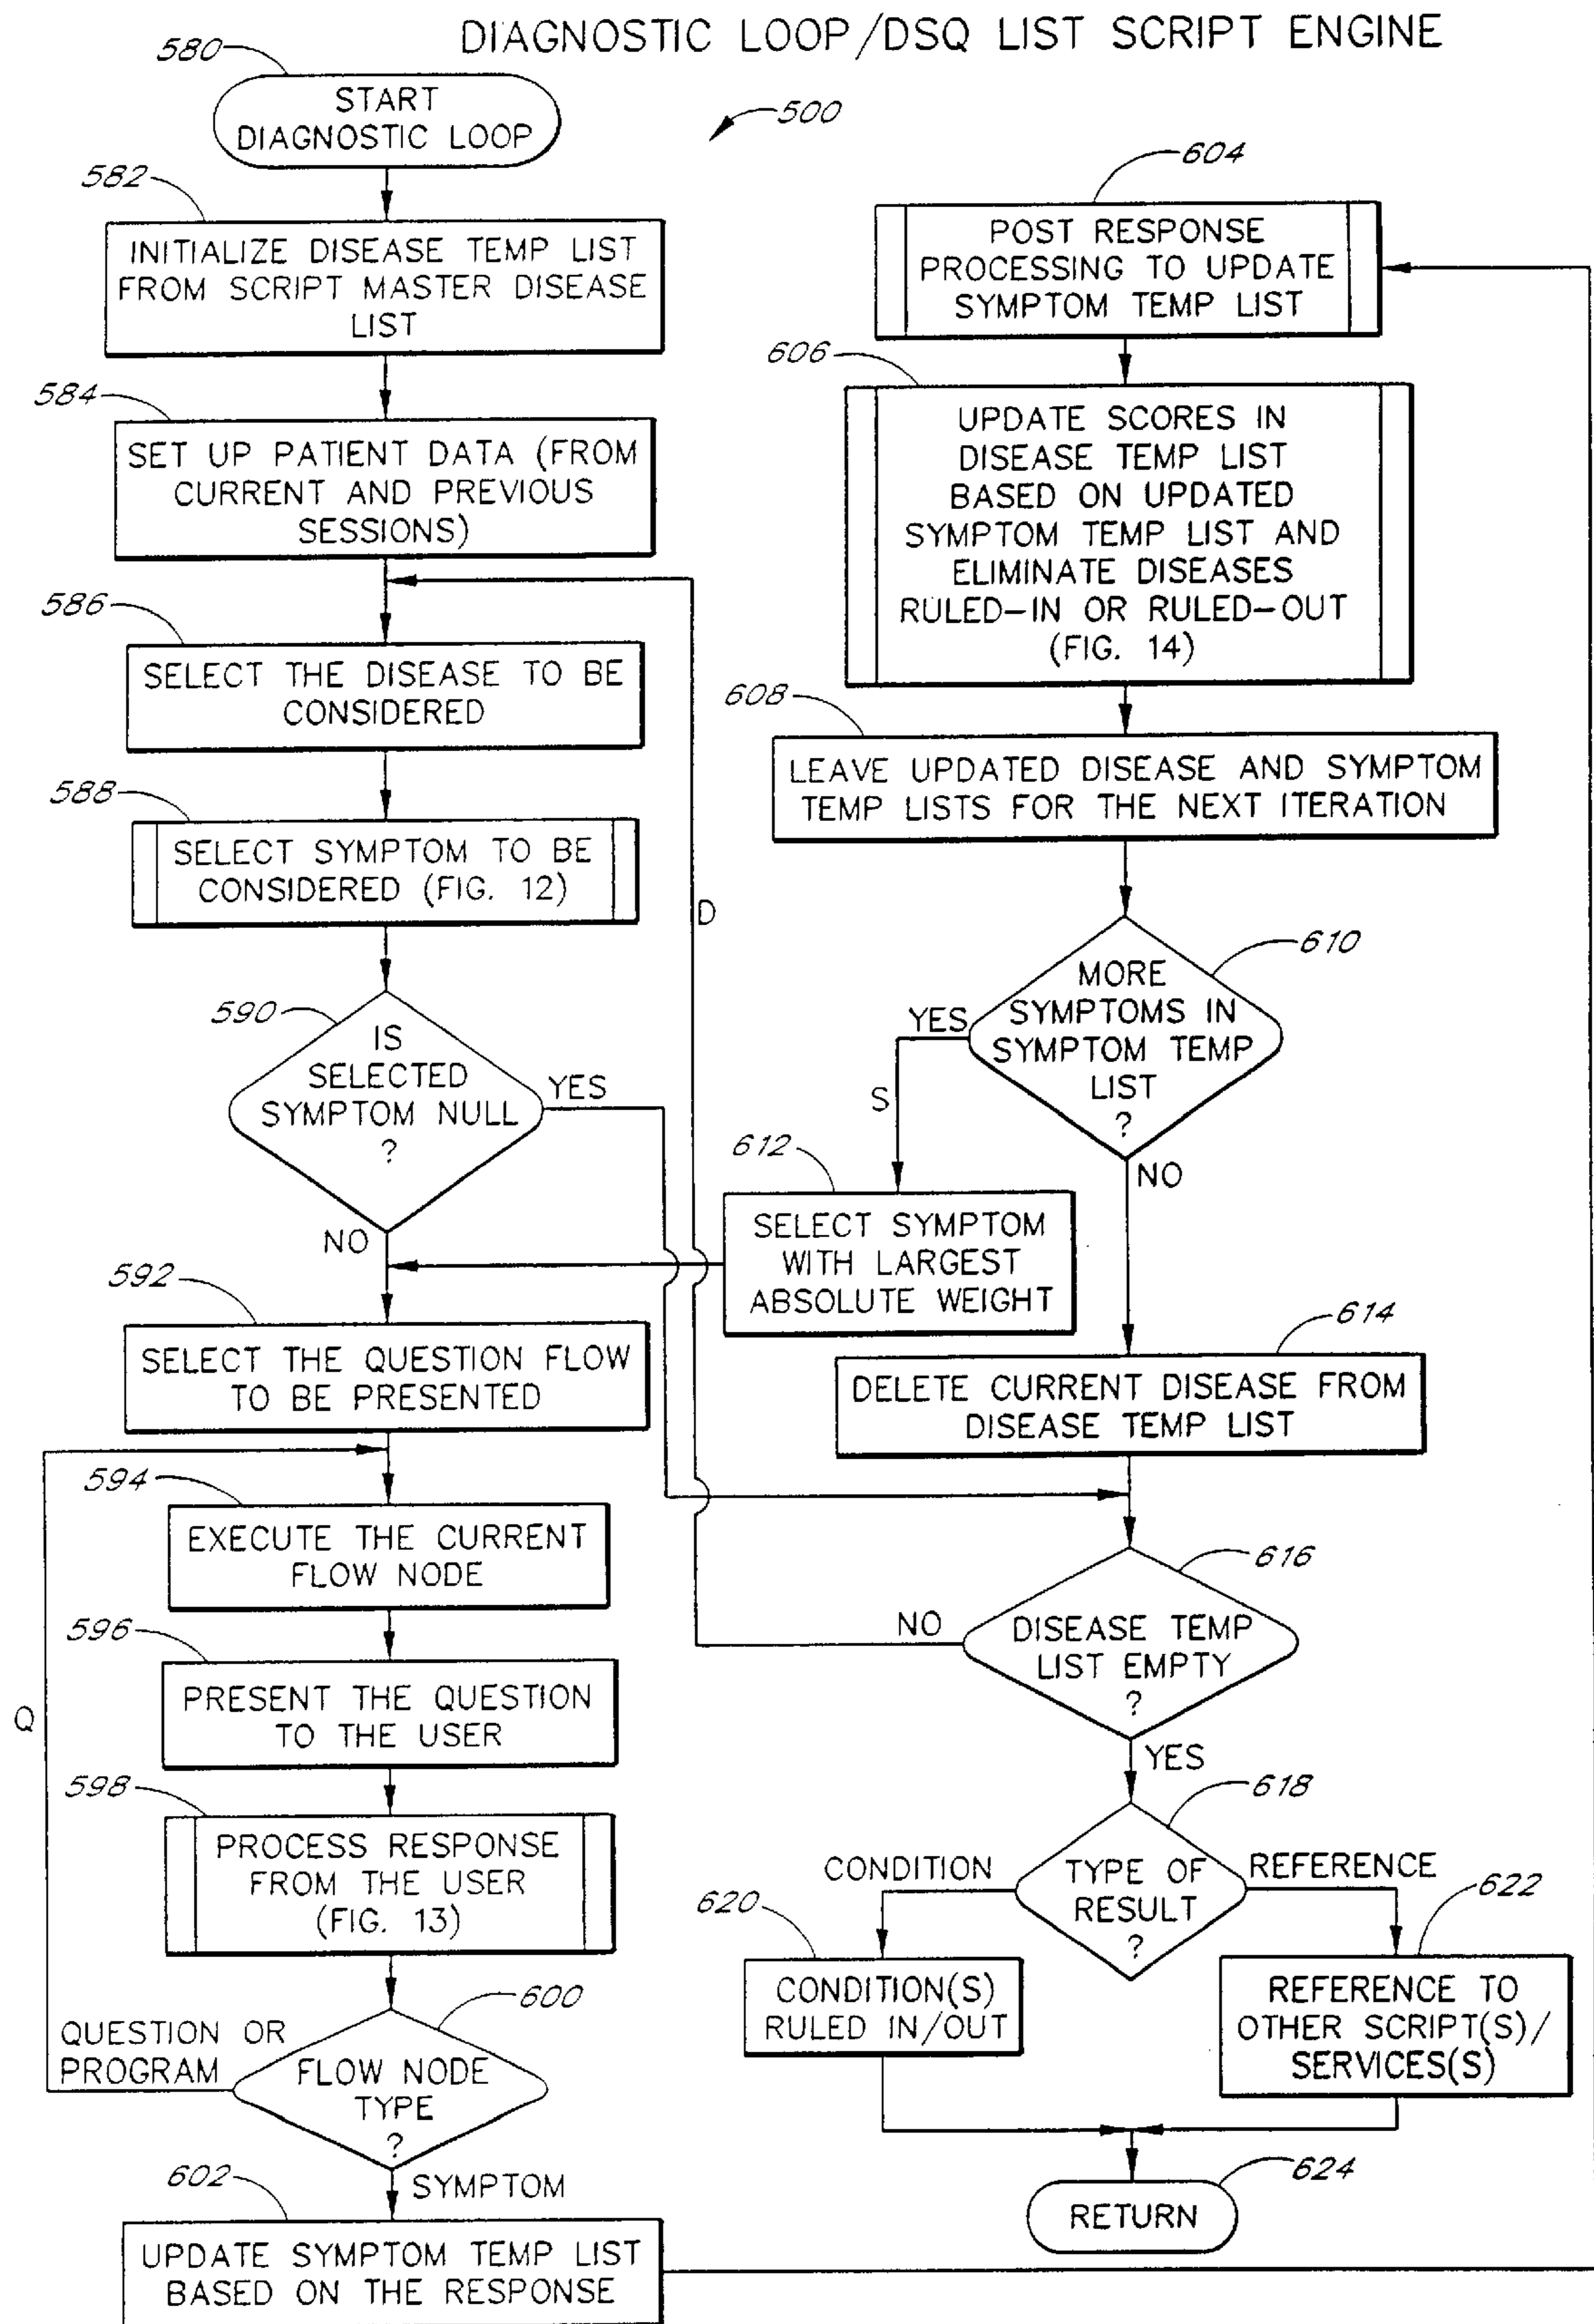 DIAGNOSTIC LOOP/DSQ LIST SCRIPT ENGINE
500
580
START
DIAGNOSTIC LOOP
582
INITIALIZE DISEASE TEMP LIST
FROM SCRIPT MASTER DISEASE
LIST
584
SET UP PATIENT DATA (FROM
CURRENT AND PREVIOUS
SESSIONS)
586
SELECT THE DISEASE TO BE
CONSIDERED
588
SELECT SYMPTOM TO BE
CONSIDERED (FIG. 12)
D
590
IS
SELECTED
SYMPTOM NULL
?
YES
NO
592
SELECT THE QUESTION FLOW
TO BE PRESENTED
594
EXECUTE THE CURRENT
FLOW NODE
596
PRESENT THE QUESTION
TO THE USER
Q
598
PROCESS RESPONSE
FROM THE USER
(FIG. 13)
600
QUESTION OR
PROGRAM
FLOW NODE
TYPE
?
SYMPTOM
602
UPDATE SYMPTOM TEMP LIST
BASED ON THE RESPONSE
604
POST RESPONSE
PROCESSING TO UPDATE
SYMPTOM TEMP LIST
606
UPDATE SCORES IN
DISEASE TEMP LIST
BASED ON UPDATED
SYMPTOM TEMP LIST AND
ELIMINATE DISEASES
RULED-IN OR RULED-OUT
(FIG. 14)
608
LEAVE UPDATED DISEASE AND SYMPTOM
TEMP LISTS FOR THE NEXT ITERATION
610
MORE
SYMPTOMS IN
SYMPTOM TEMP
LIST
?
YES
S
NO
612
SELECT SYMPTOM
WITH LARGEST
ABSOLUTE WEIGHT
614
DELETE CURRENT DISEASE FROM
DISEASE TEMP LIST
616
DISEASE TEMP
LIST EMPTY
?
NO
YES
618
TYPE OF
RESULT
?
CONDITION
REFERENCE
620
CONDITION(S)
RULED IN/OUT
622
REFERENCE TO
OTHER SCRIPT(S)/
SERVICES(S)
624
RETURN